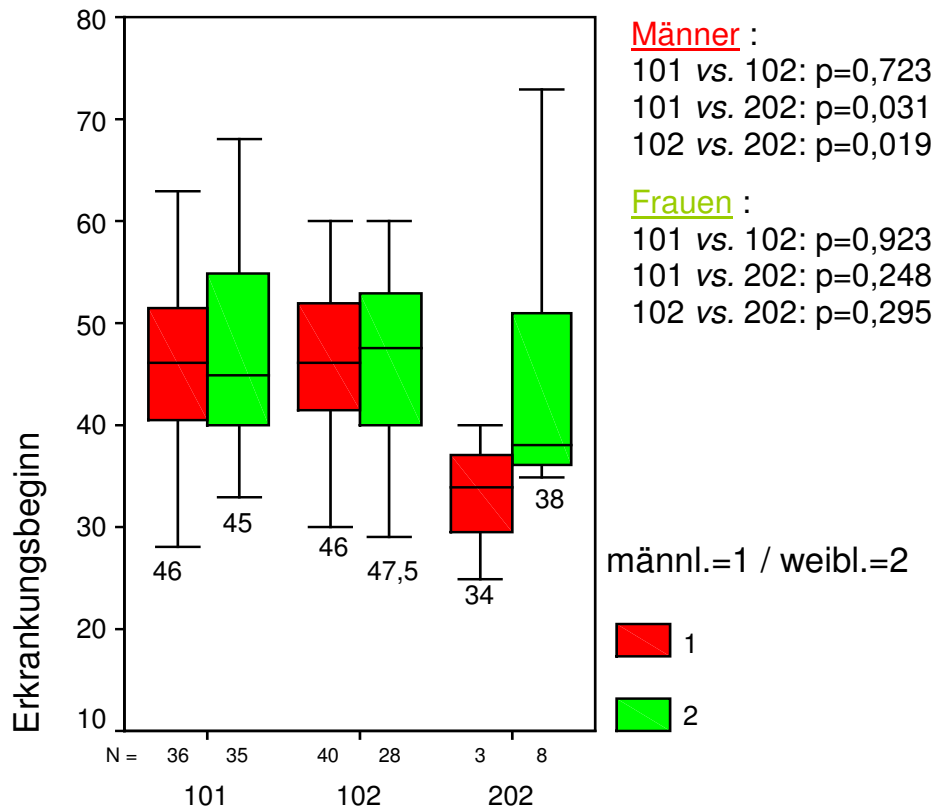 80
70
60
50
40
30
20
10
Erkrankungsbeginn
46
45
46
47,5
34
38
N = 36 35 40 28 3 8
101 102 202
Männer :
101 vs. 102: p=0,723
101 vs. 202: p=0,031
102 vs. 202: p=0,019
Frauen :
101 vs. 102: p=0,923
101 vs. 202: p=0,248
102 vs. 202: p=0,295
männl.=1 / weibl.=2
1
2